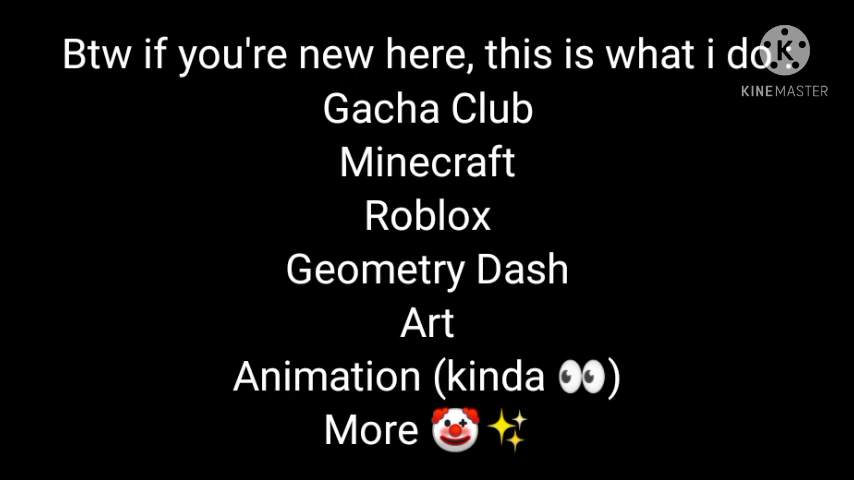 Btw if you're new here, this is what i do :
Gacha Club
Minecraft
Roblox
Geometry Dash
Art
Animation (kinda 👀)
More 🤡✨
K
KINEMASTER